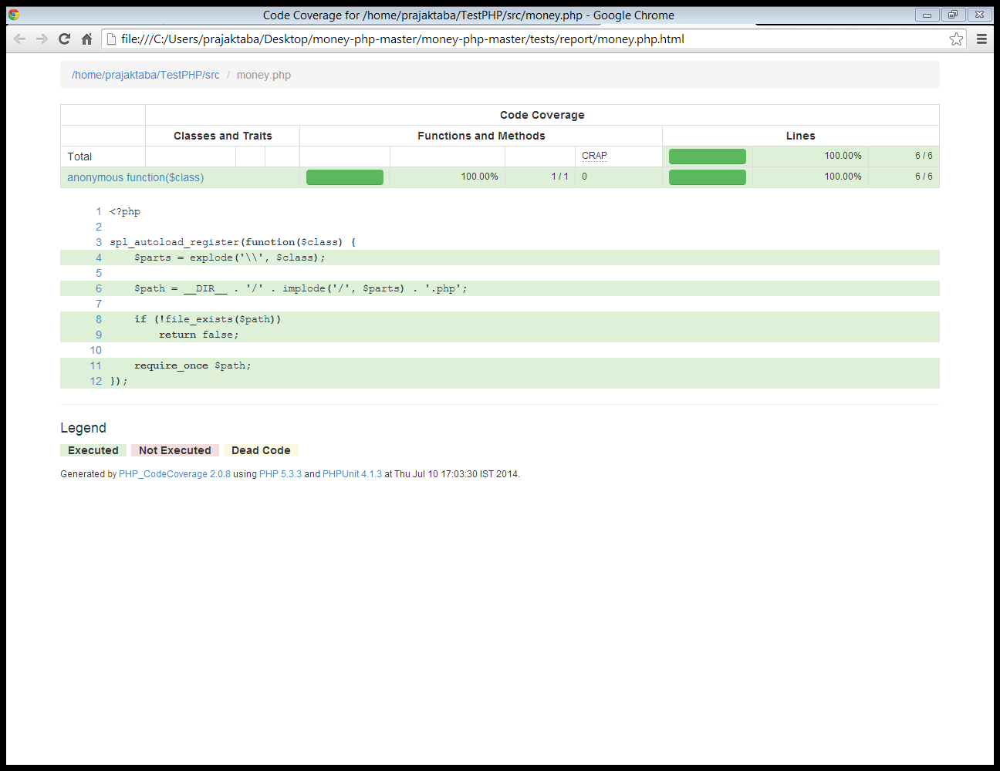 Code Coverage for /home/prajaktaba/TestPHP/src/money.php - Google Chrome
file:///C:/Users/prajaktaba/Desktop/money-php-master/money-php-master/tests/report/money.php.html
/home/prajaktaba/TestPHP/src / money.php
Code Coverage
Classes and Traits Functions and Methods Lines
Total CRAP 100.00% 6 / 6
anonymous function($class) 100.00% 1 / 1 0 100.00% 6 / 6
1 <?php
2
3 spl_autoload_register(function($class) {
4     $parts = explode('\\', $class);
5
6     $path = __DIR__ . '/' . implode('/', $parts) . '.php';
7
8     if (!file_exists($path))
9         return false;
10
11     require_once $path;
12 });
Legend
Executed Not Executed Dead Code
Generated by PHP_CodeCoverage 2.0.8 using PHP 5.3.3 and PHPUnit 4.1.3 at Thu Jul 10 17:03:30 IST 2014.